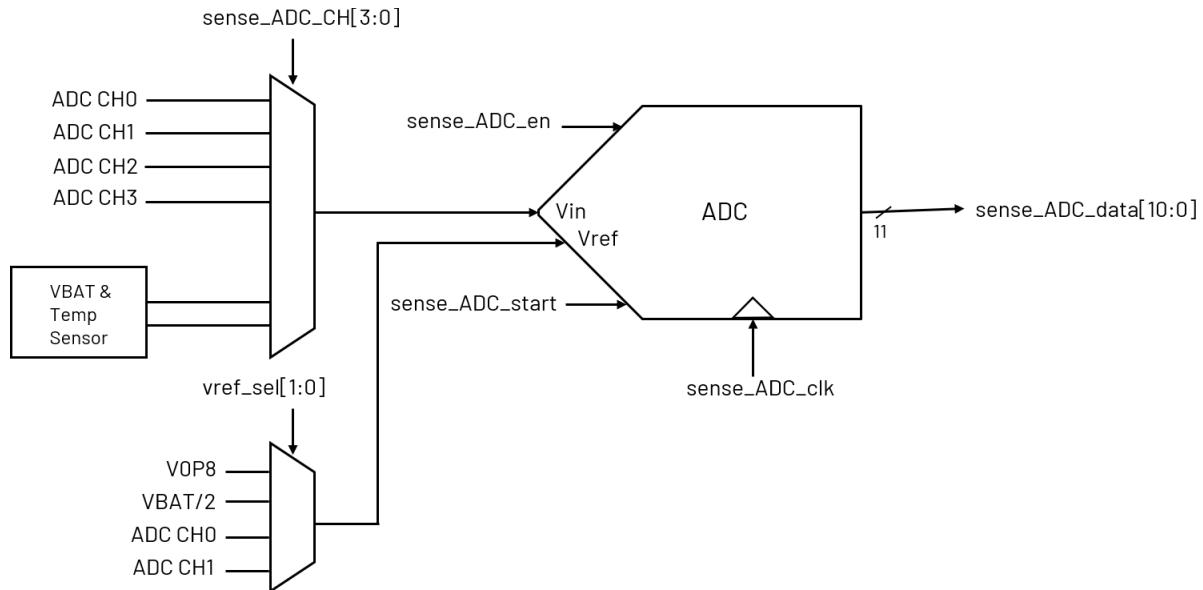 sense_ADC_CH[3:0]
ADC CH0
ADC CH1
ADC CH2
ADC CH3
VBAT &
Temp
Sensor
sense_ADC_en
Vin
Vref
ADC
sense_ADC_start
sense_ADC_clk
11
sense_ADC_data[10:0]
vref_sel[1:0]
V0P8
VBAT/2
ADC CH0
ADC CH1